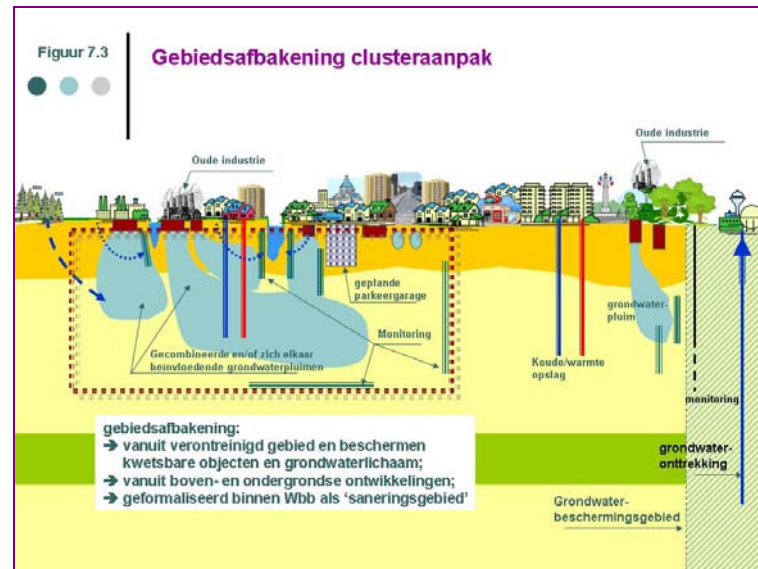 Figuur 7.3
Gebiedsafbakening clusteraanpak
Oude industrie
Oude industrie
geplande
parkeergarage
grondwater-
pluim
Monitoring
Gecombineerde en/of zich elkaar
beïnvloedende grondwaterpluimen
Koude/warmte
opslag
monitoring
gebiedsafbakening:
➔ vanuit verontreinigd gebied en beschermen
kwetsbare objecten en grondwaterlichaam;
➔ vanuit boven- en ondergrondse ontwikkelingen;
➔ geformaliseerd binnen Wbb als ‘saneringsgebied’
grondwater-
onttrekking
Grondwater-
beschermingsgebied